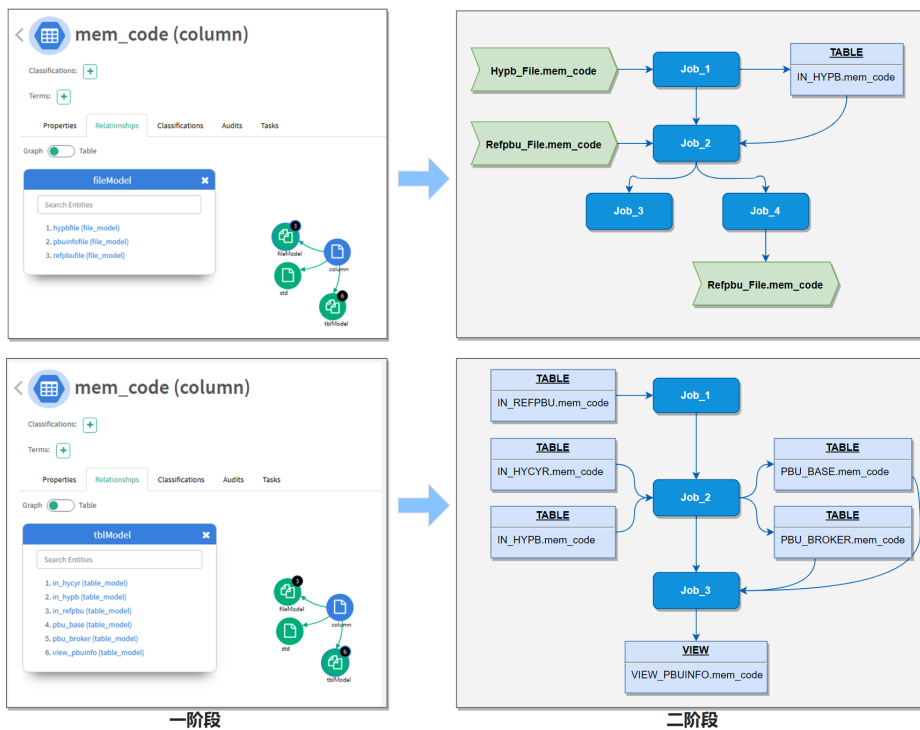 mem_code (column)
Classifications: +
Terms: +
Properties Relationships Classifications Audits Tasks
Graph Table
fileModel
Search Entities
1. hypbfile (file_model)
2. pbuinfofile (file_model)
3. refpbufile (file_model)
3
fileModel
column
std
6
tblModel
Hypb_File.mem_code
Job_1
TABLE
IN_HYPB.mem_code
Refpbu_File.mem_code
Job_2
Job_3
Job_4
Refpbu_File.mem_code
mem_code (column)
Classifications: +
Terms: +
Properties Relationships Classifications Audits Tasks
Graph Table
tblModel
Search Entities
1. in_hycyr (table_model)
2. in_hypb (table_model)
3. in_refpbu (table_model)
4. pbu_base (table_model)
5. pbu_broker (table_model)
6. view_pbuinfo (table_model)
3
fileModel
column
std
6
tblModel
TABLE
IN_REFPBU.mem_code
Job_1
TABLE
IN_HYCYR.mem_code
TABLE
IN_HYPB.mem_code
Job_2
TABLE
PBU_BASE.mem_code
TABLE
PBU_BROKER.mem_code
Job_3
VIEW
VIEW_PBUINFO.mem_code
一阶段
二阶段